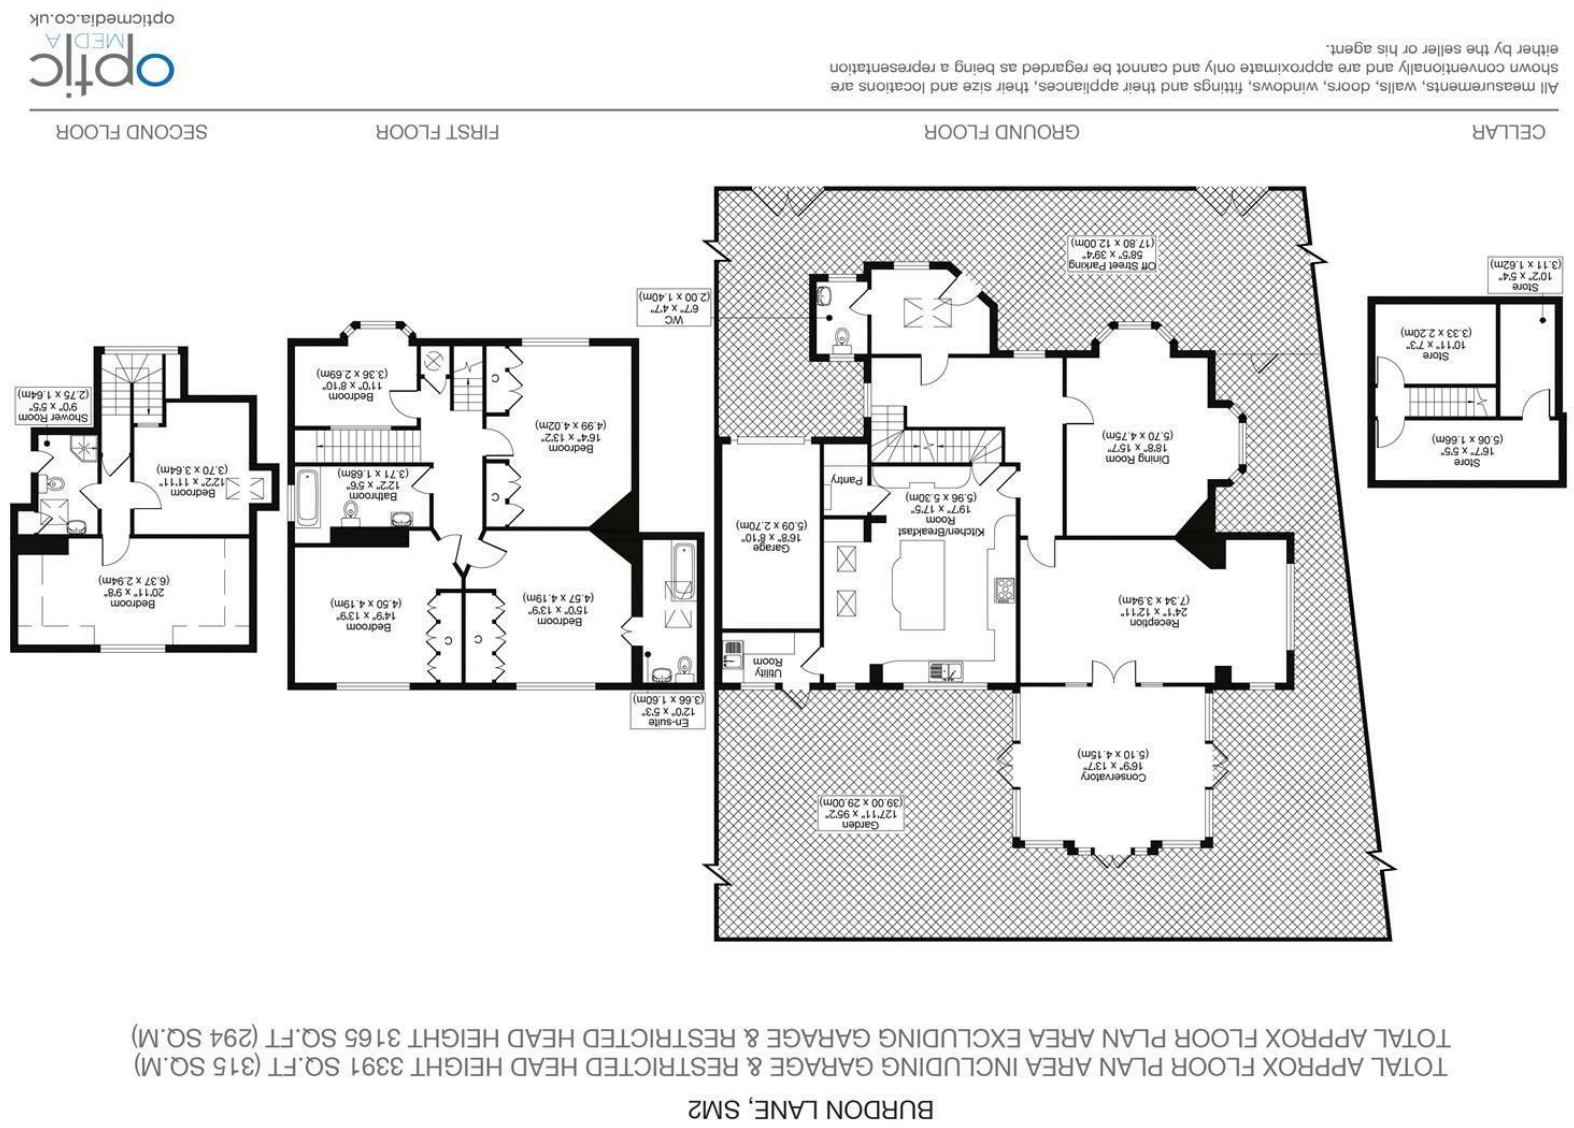 BURDON LANE, SM2
TOTAL APPROX FLOOR PLAN AREA INCLUDING GARAGE & RESTRICTED HEAD HEIGHT 3391 SQ.FT (315 SQ.M)
TOTAL APPROX FLOOR PLAN AREA EXCLUDING GARAGE & RESTRICTED HEAD HEIGHT 3165 SQ.FT (294 SQ.M)
Garden
127'11" x 95'2"
(39.00 x 29.00m)
Conservatory
16'9" x 13'7"
(5.10 x 4.15m)
En-suite
12'0" x 5'3"
(3.66 x 1.60m)
Utility
Room
Reception
24'1" x 12'11"
(7.34 x 3.94m)
Bedroom
15'0" x 13'9"
(4.57 x 4.19m)
C
C
Bedroom
14'9" x 13'9"
(4.50 x 4.19m)
Bedroom
20'11" x 9'8"
(6.37 x 2.94m)
Garage
16'8" x 8'10"
(5.09 x 2.70m)
Kitchen/Breakfast
Room
19'7" x 17'5"
(5.96 x 5.30m)
Pantry
Store
16'7" x 5'5"
(5.06 x 1.66m)
Dining Room
18'8" x 15'7"
(5.70 x 4.75m)
Bedroom
16'4" x 13'2"
(4.99 x 4.02m)
C
C
Bathroom
12'2" x 5'6"
(3.71 x 1.68m)
Bedroom
12'2" x 11'11"
(3.70 x 3.64m)
Shower Room
9'0" x 5'5"
(2.75 x 1.64m)
Bedroom
11'0" x 8'10"
(3.36 x 2.69m)
Store
10'11" x 7'3"
(3.33 x 2.20m)
Store
10'2" x 5'4"
(3.11 x 1.62m)
WC
6'7" x 4'7"
(2.00 x 1.40m)
Off Street Parking
58'5" x 39'4"
(17.80 x 12.00m)
CELLAR
GROUND FLOOR
FIRST FLOOR
SECOND FLOOR
All measurements, walls, doors, windows, fittings and their appliances, their size and locations are
shown conventionally and are approximate only and cannot be regarded as being a representation
either by the seller or his agent.
optic
MEDIA
opticmedia.co.uk